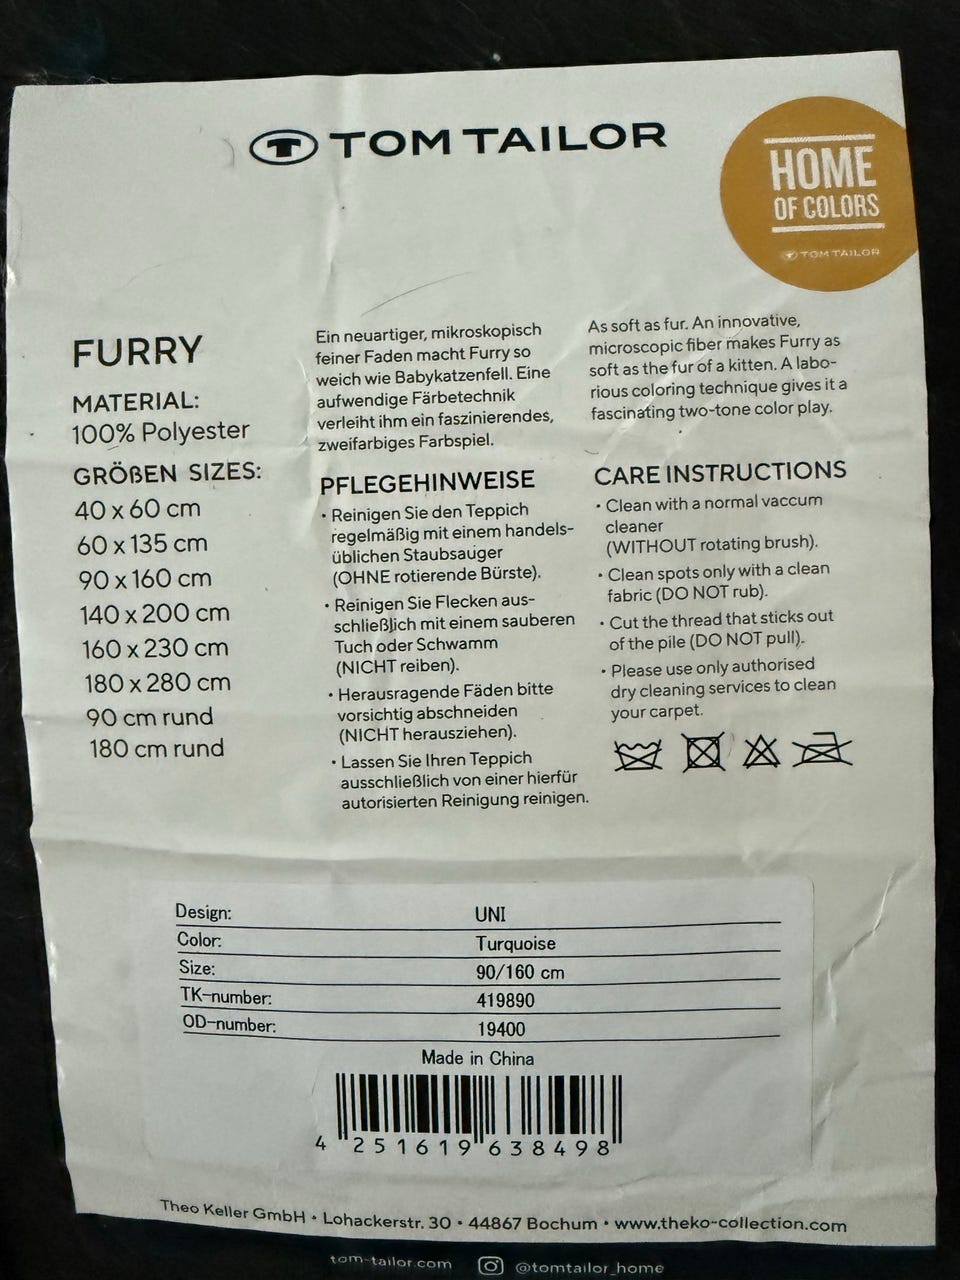 TOM TAILOR
HOME
OF COLORS
TOM TAILOR
FURRY
MATERIAL:
100% Polyester
GRÖßEN SIZES:
40 x 60 cm
60 x 135 cm
90 x 160 cm
140 x 200 cm
160 x 230 cm
180 x 280 cm
90 cm rund
180 cm rund
Ein neuartiger, mikroskopisch
feiner Faden macht Furry so
weich wie Babykatzenfell. Eine
aufwendige Färbetechnik
verleiht ihm ein faszinierendes,
zweifarbiges Farbspiel.
PFLEGEHINWEISE
• Reinigen Sie den Teppich
regelmäßig mit einem handels-
üblichen Staubsauger
(OHNE rotierende Bürste).
• Reinigen Sie Flecken aus-
schließlich mit einem sauberen
Tuch oder Schwamm
(NICHT reiben).
• Herausragende Fäden bitte
vorsichtig abschneiden
(NICHT herausziehen).
• Lassen Sie Ihren Teppich
ausschließlich von einer hierfür
autorisierten Reinigung reinigen.
As soft as fur. An innovative,
microscopic fiber makes Furry as
soft as the fur of a kitten. A labo-
rious coloring technique gives it a
fascinating two-tone color play.
CARE INSTRUCTIONS
• Clean with a normal vaccum
cleaner
(WITHOUT rotating brush).
• Clean spots only with a clean
fabric (DO NOT rub).
• Cut the thread that sticks out
of the pile (DO NOT pull).
• Please use only authorised
dry cleaning services to clean
your carpet.
Design: UNI
Color: Turquoise
Size: 90/160 cm
TK-number: 419890
OD-number: 19400
Made in China
4 251619 638498
Theo Keller GmbH • Lohackerstr. 30 • 44867 Bochum • www.theko-collection.com
tom-tailor.com @tomtailor_home